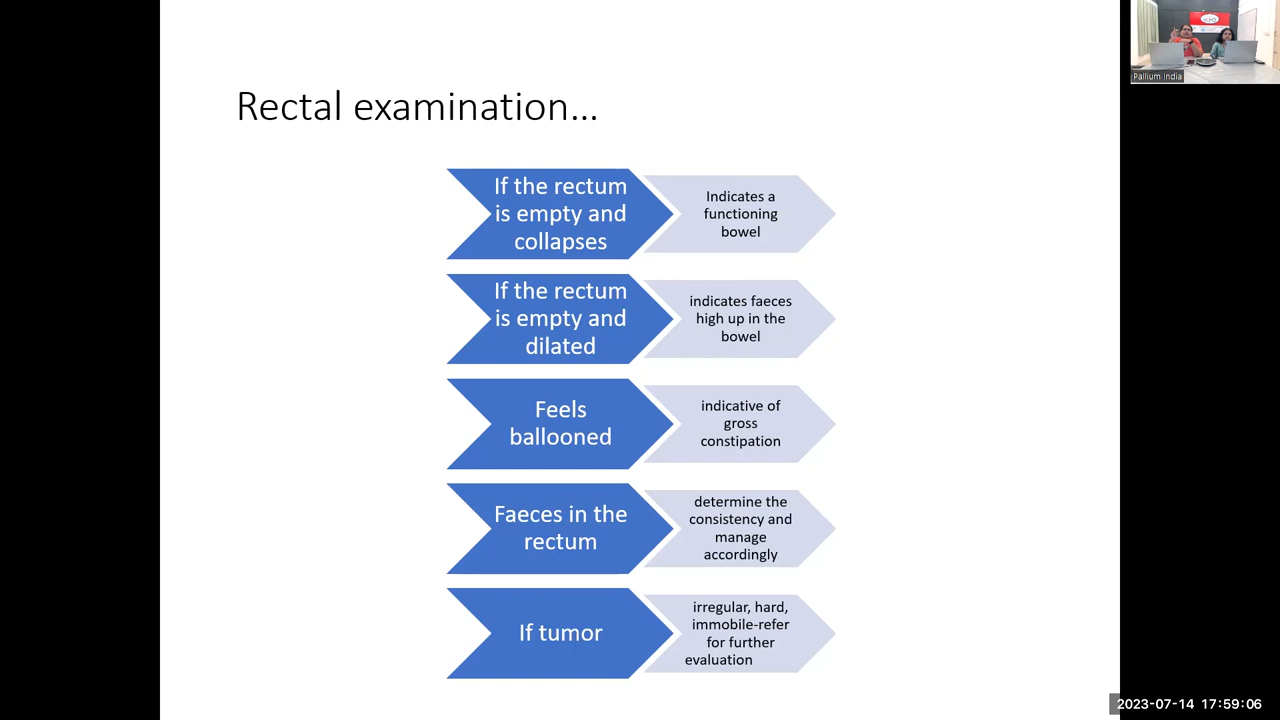 Rectal examination...
If the rectum
is empty and
collapses
Indicates a
functioning
bowel
If the rectum
is empty and
dilated
indicates faeces
high up in the
bowel
Feels
ballooned
indicative of
gross
constipation
Faeces in the
rectum
determine the
consistency and
manage
accordingly
If tumor
irregular, hard,
immobile-refer
for further
evaluation
Pallium India
2023-07-14 17:59:06